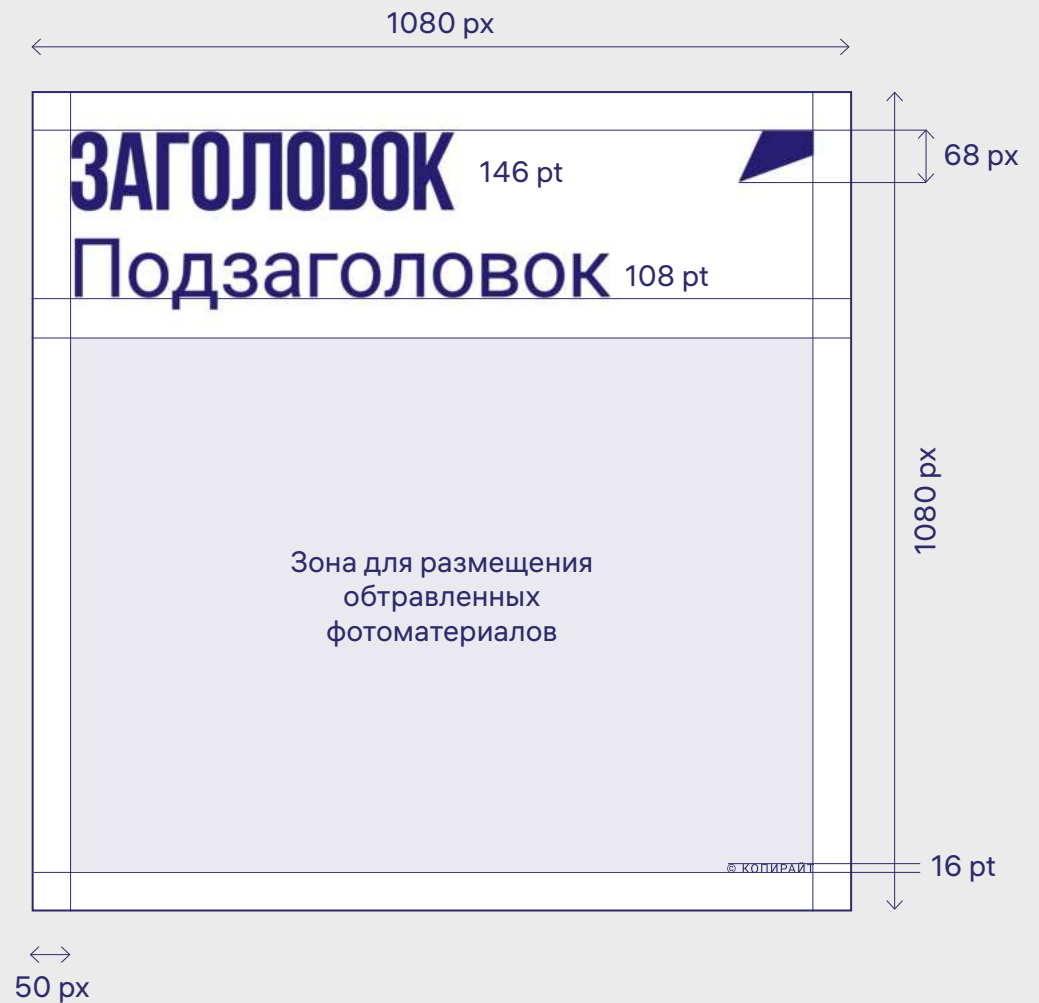 1080 px
ЗАГОЛОВОК
146 pt
68 px
Подзаголовок
108 pt
1080 px
Зона для размещения
обтравленных
фотоматериалов
© КОПИРАЙТ
16 pt
50 px